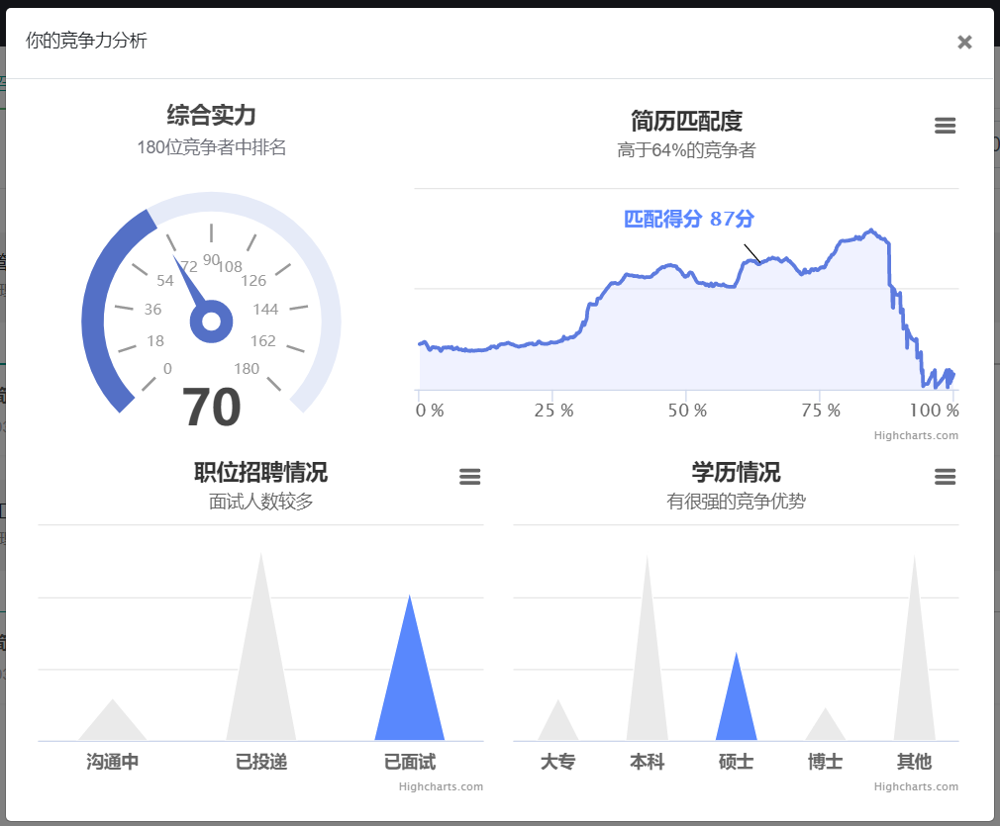 你的竞争力分析
×
综合实力
180位竞争者中排名
0
18
36
54
72
90
108
126
144
162
180
70
简历匹配度
高于64%的竞争者
匹配得分 87分
0 %
25 %
50 %
75 %
100 %
Highcharts.com
职位招聘情况
面试人数较多
沟通中
已投递
已面试
Highcharts.com
学历情况
有很强的竞争优势
大专
本科
硕士
博士
其他
Highcharts.com